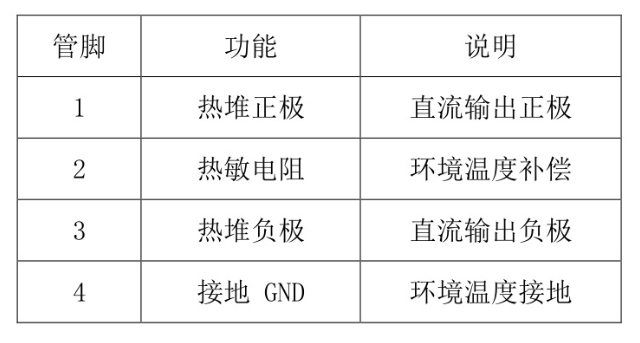 管脚 功能 说明
1 热堆正极 直流输出正极
2 热敏电阻 环境温度补偿
3 热堆负极 直流输出负极
4 接地 GND 环境温度接地